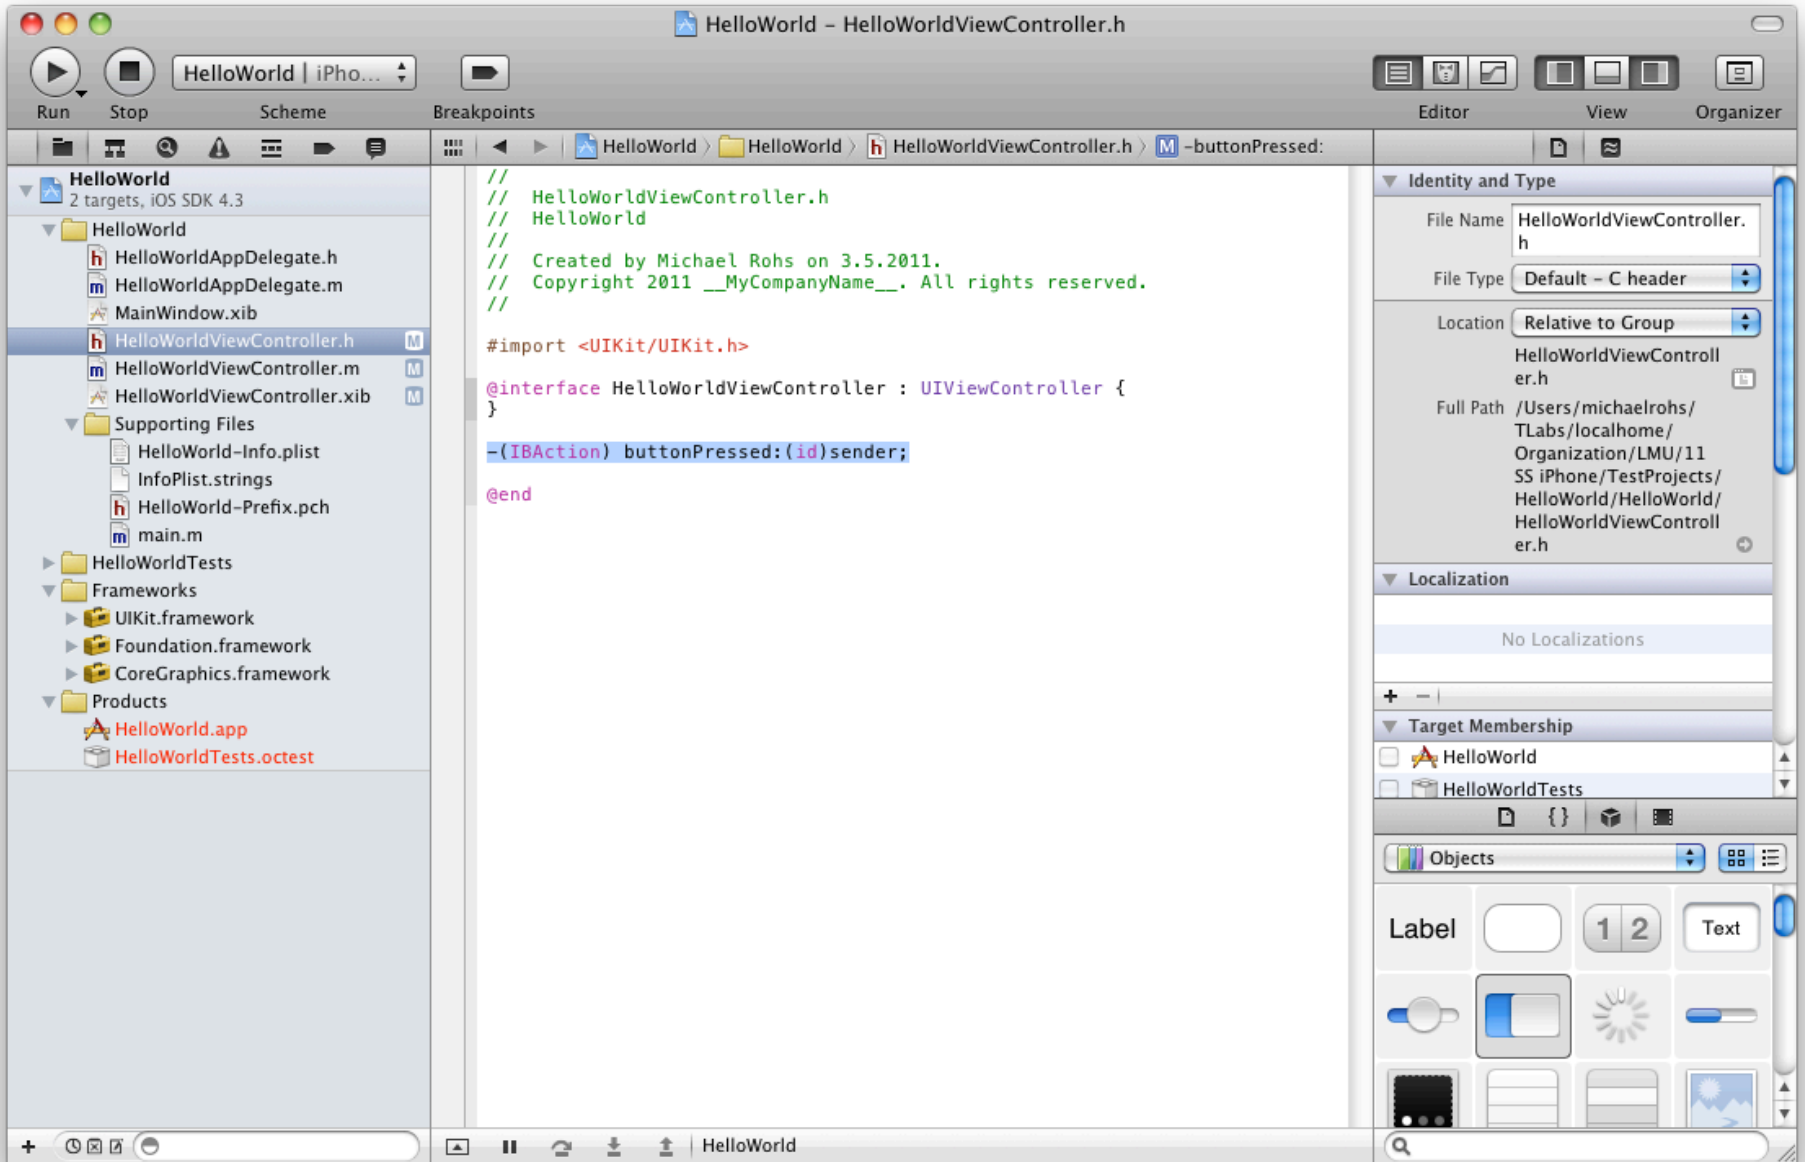 HelloWorld – HelloWorldViewController.h
HelloWorld | iPho...
Run Stop Scheme Breakpoints Editor View Organizer
HelloWorld 〉 HelloWorld 〉 h HelloWorldViewController.h 〉 M -buttonPressed:
HelloWorld
2 targets, iOS SDK 4.3
HelloWorld
h HelloWorldAppDelegate.h
m HelloWorldAppDelegate.m
MainWindow.xib
h HelloWorldViewController.h M
m HelloWorldViewController.m M
HelloWorldViewController.xib M
Supporting Files
HelloWorld-Info.plist
InfoPlist.strings
h HelloWorld-Prefix.pch
m main.m
HelloWorldTests
Frameworks
UIKit.framework
Foundation.framework
CoreGraphics.framework
Products
HelloWorld.app
HelloWorldTests.octest
//
//  HelloWorldViewController.h
//  HelloWorld
//
//  Created by Michael Rohs on 3.5.2011.
//  Copyright 2011 __MyCompanyName__. All rights reserved.
//
#import <UIKit/UIKit.h>
@interface HelloWorldViewController : UIViewController {
}
-(IBAction) buttonPressed:(id)sender;
@end
HelloWorld
Identity and Type
File Name HelloWorldViewController.
h
File Type Default – C header
Location Relative to Group
HelloWorldViewControll
er.h
Full Path /Users/michaelrohs/
TLabs/localhome/
Organization/LMU/11
SS iPhone/TestProjects/
HelloWorld/HelloWorld/
HelloWorldViewControll
er.h
Localization
No Localizations
+ −
Target Membership
HelloWorld
HelloWorldTests
{}
Objects
Label 1 2 Text